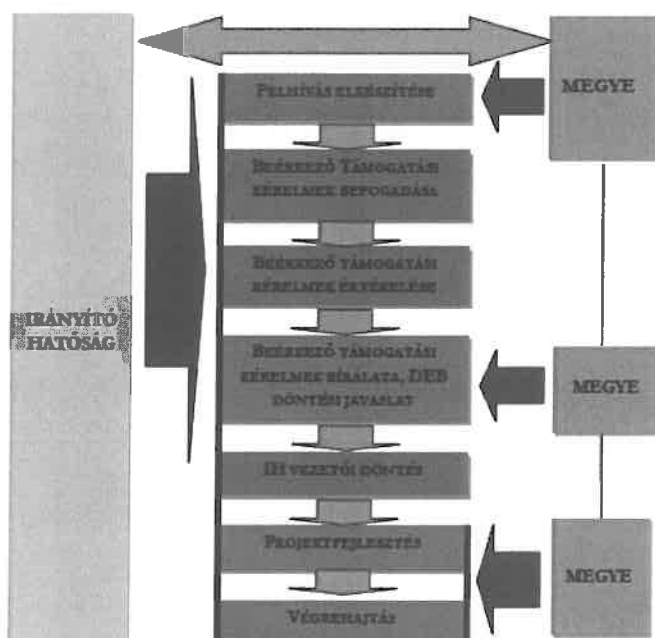 FELHÍVÁS ELŐKÉSZÍTÉSE
MEGYE
BEÉRKEZŐ TÁMOGATÁSI
KÉRELMEK BEFOGADÁSA
BEÉRKEZŐ TÁMOGATÁSI
KÉRELMEK ÉRTÉKELÉSE
IRÁNYÍTÓ
HATÓSÁG
BEÉRKEZŐ TÁMOGATÁSI
KÉRELMEK BÍRÁLATA, DEB
DÖNTÉSI JAVASLAT
MEGYE
IH VEZETŐI DÖNTÉS
PROJEKTFEJLESZTÉS
MEGYE
VÉGREHAJTÁS